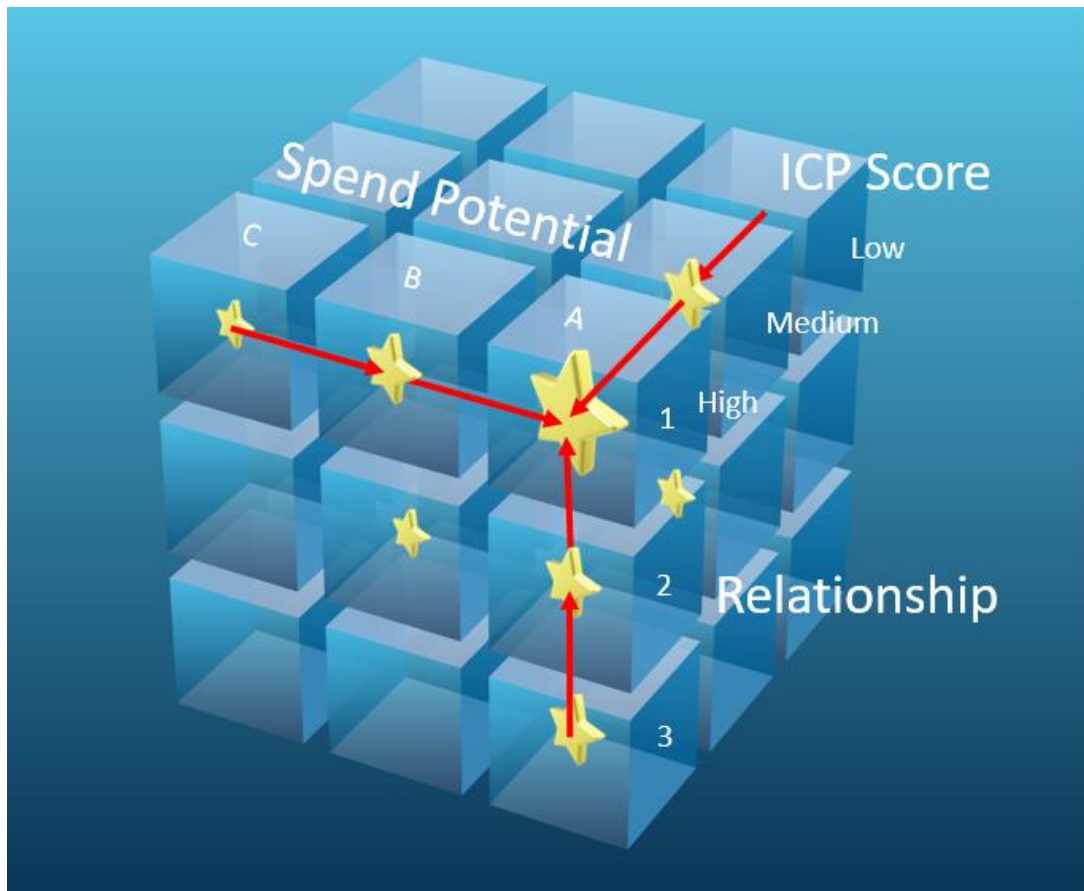 Spend Potential
ICP Score
C
B
A
Low
Medium
High
1
2
Relationship
3